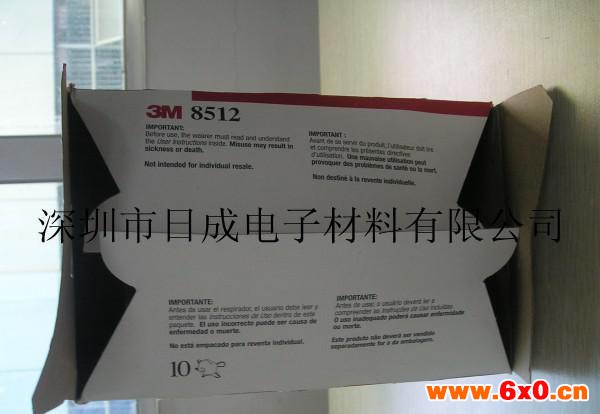 3M 8512
IMPORTANT:
Before use, the wearer must read and understand
the User Instructions inside. Misuse may result in
sickness or death.
Not intended for individual resale.
IMPORTANT :
Avant de se servir du produit, l'utilisateur doit lire
et comprendre les présentes directives
d'utilisation. Une mauvaise utilisation peut
provoquer des problèmes de santé ou la mort.
Non destiné à la revente individuelle.
深圳市日成电子材料有限公司
IMPORTANTE:
Antes de usar el respirador, el usuario debe leer y
entender las Instrucciones de Uso dentro de este
paquete. El uso incorrecto puede ser causa de
enfermedad o muerte.
No está empacado para reventa individual.
10
IMPORTANTE:
Antes de usar, o usuário deverá ler e
compreender as Instruções de Uso incluídas.
O uso inadequado poderá causar enfermidade
ou morte.
Este produto não deverá ser vendido
separadamente for a da embalagem.
www.6x0.cn